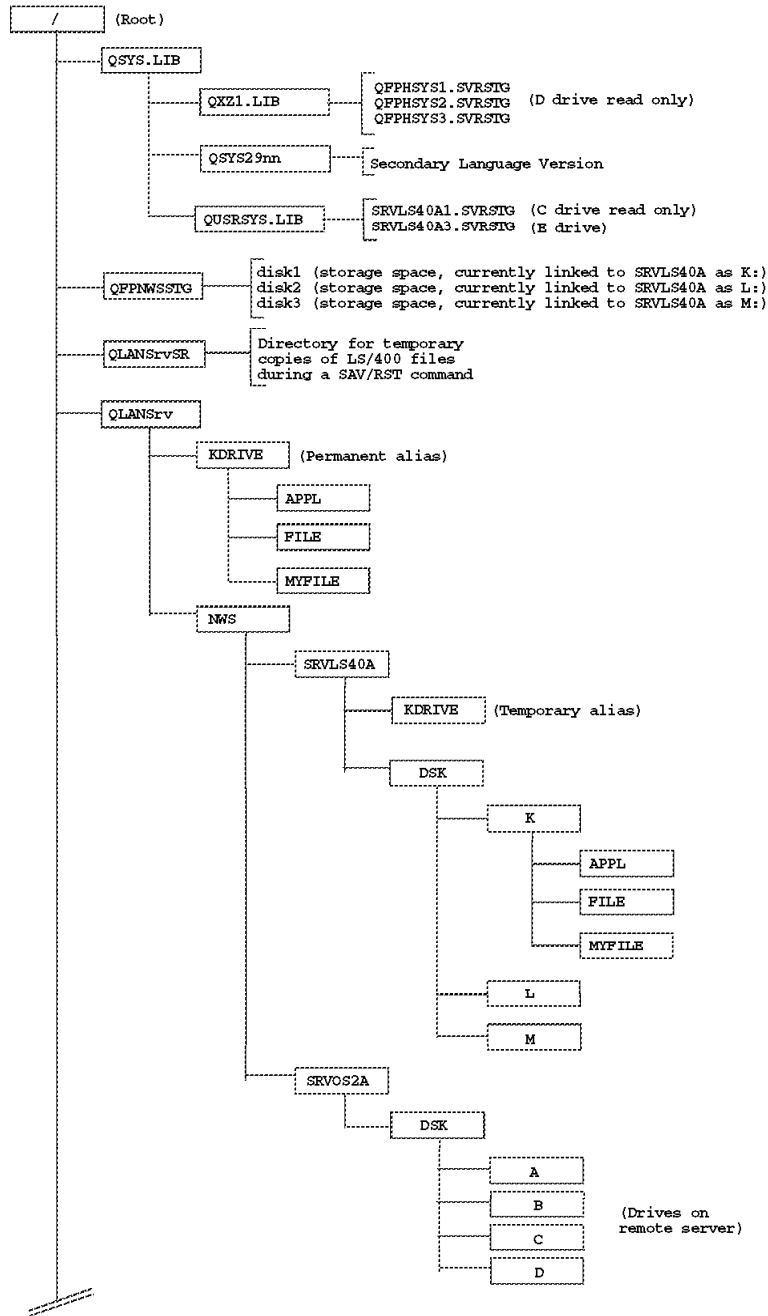 / (Root)
QSYS.LIB
QXZ1.LIB
QFPHSYS1.SVRSTG
QFPHSYS2.SVRSTG (D drive read only)
QFPHSYS3.SVRSTG
QSYS29nn
Secondary Language Version
QUSRSYS.LIB
SRVLS40A1.SVRSTG (C drive read only)
SRVLS40A3.SVRSTG (E drive)
QFPNWSSTG
disk1 (storage space, currently linked to SRVLS40A as K:)
disk2 (storage space, currently linked to SRVLS40A as L:)
disk3 (storage space, currently linked to SRVLS40A as M:)
QLANSrvSR
Directory for temporary
copies of LS/400 files
during a SAV/RST command
QLANSrv
KDRIVE (Permanent alias)
APPL
FILE
MYFILE
NWS
SRVLS40A
KDRIVE (Temporary alias)
DSK
K
APPL
FILE
MYFILE
L
M
SRVOS2A
DSK
A
B
C
D
(Drives on
remote server)